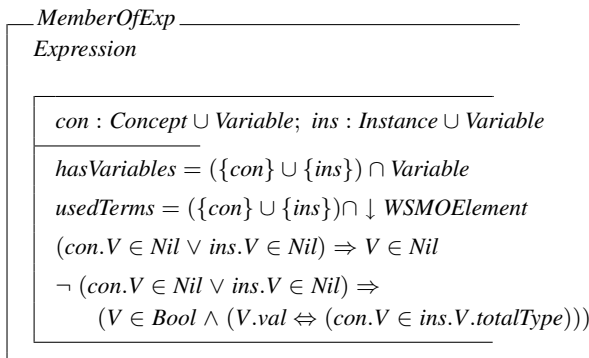 MemberOfExp
Expression
con : Concept ∪ Variable; ins : Instance ∪ Variable
hasVariables = ({con} ∪ {ins}) ∩ Variable
usedTerms = ({con} ∪ {ins})∩ ↓ WSMOElement
(con.V ∈ Nil ∨ ins.V ∈ Nil) ⇒ V ∈ Nil
¬ (con.V ∈ Nil ∨ ins.V ∈ Nil) ⇒
(V ∈ Bool ∧ (V.val ⇔ (con.V ∈ ins.V.totalType)))